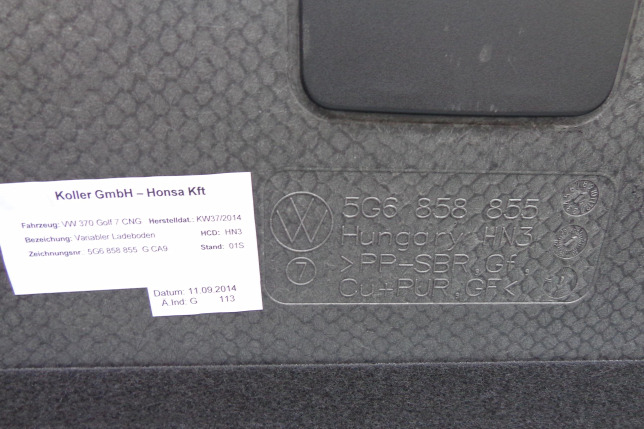 Koller GmbH – Honsa Kft
Fahrzeug: VW 370 Golf 7 CNG Herstelldat.: KW37/2014
Bezeichung: Variabler Ladeboden HCD: HN3
Zeichnungsnr 5G6 858 855 G CA9 Stand: 01S
Datum: 11.09.2014
A.Ind: G 113
5G6 858 855
Hungary, HN3
7 >PP+SBR,Gf,
Cu+PUR,GF<